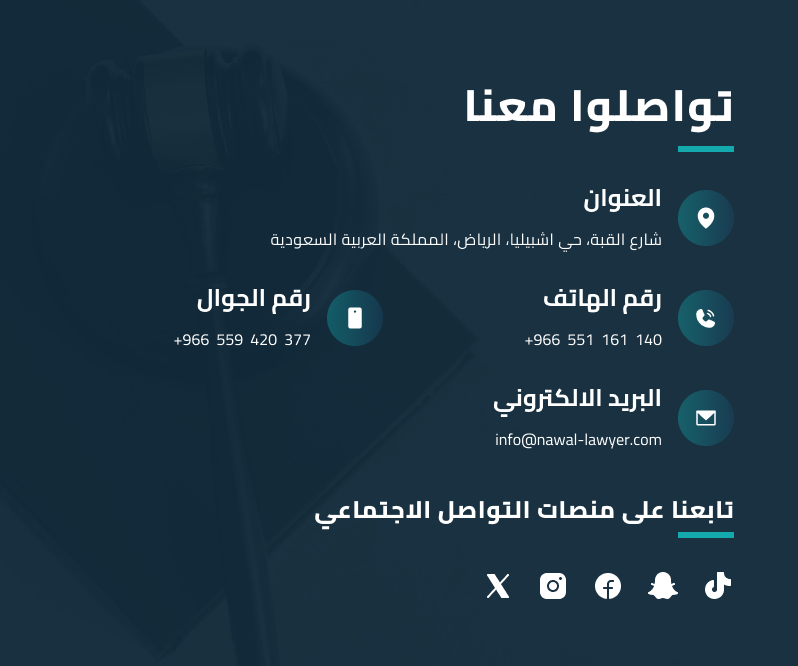 تواصلوا معنا
العنوان
شارع القبة، حي اشبيليا، الرياض، المملكة العربية السعودية
رقم الهاتف
+966 551 161 140
رقم الجوال
+966 559 420 377
البريد الالكتروني
info@nawal-lawyer.com
تابعنا على منصات التواصل الاجتماعي